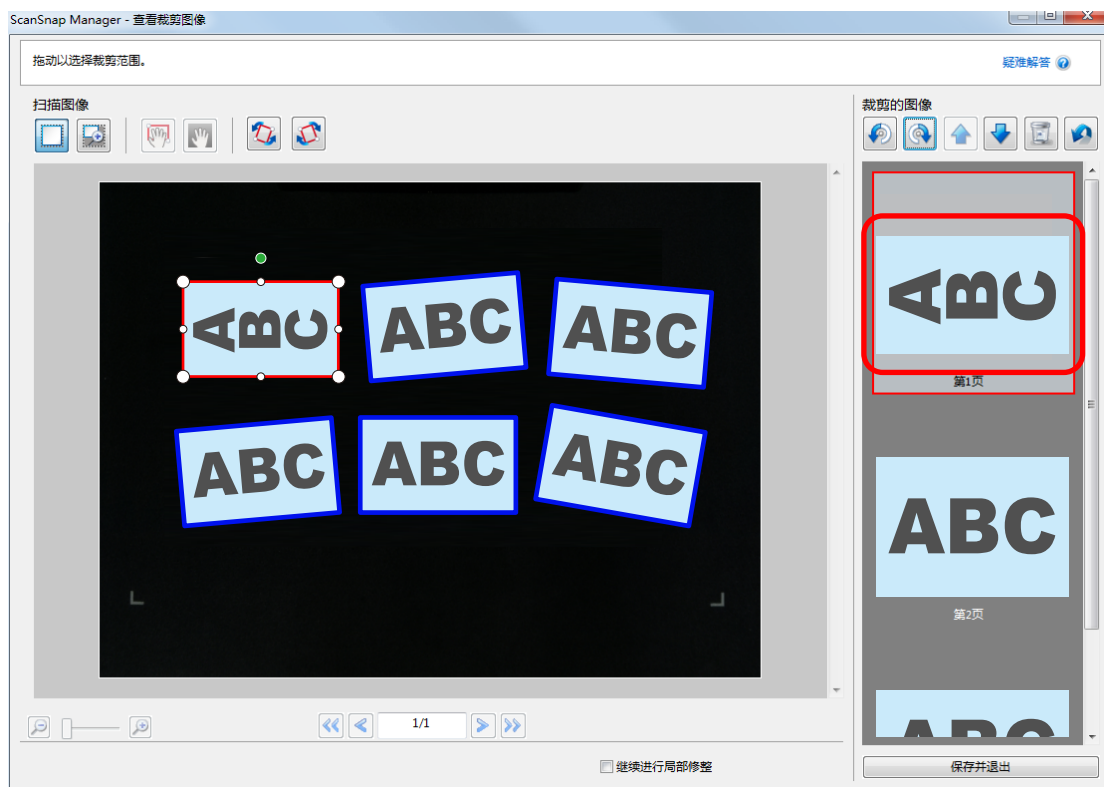 ScanSnap Manager - 查看裁剪图像
拖动以选择裁剪范围。
疑难解答
扫描图像
裁剪的图像
ABC
ABC
ABC
ABC
ABC
ABC
1/1
继续进行局部修整
ABC
第1页
ABC
第2页
ABC
保存并退出